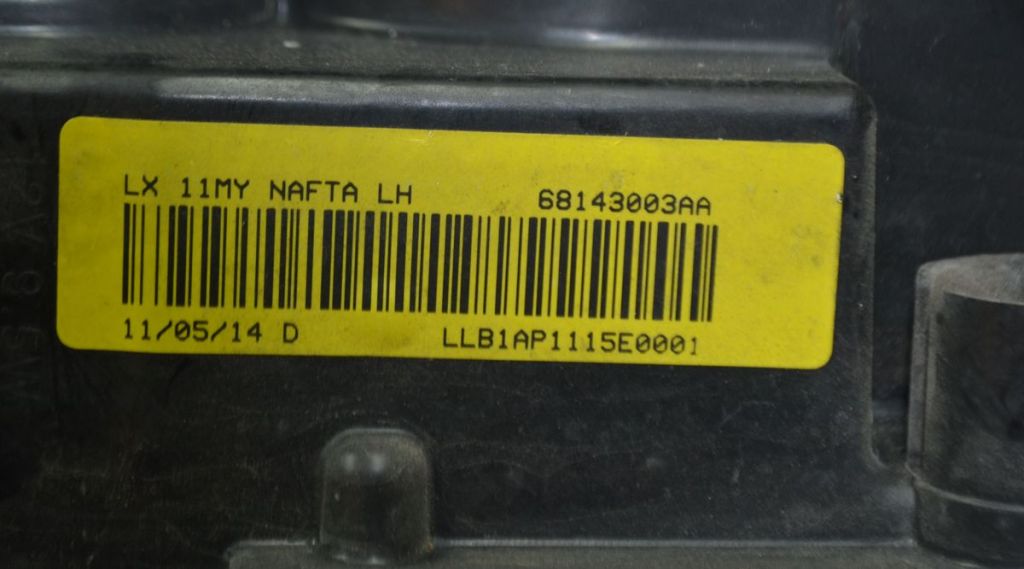 LX 11MY NAFTA LH 68143003AA
11/05/14 D LLB1AP1115E0001